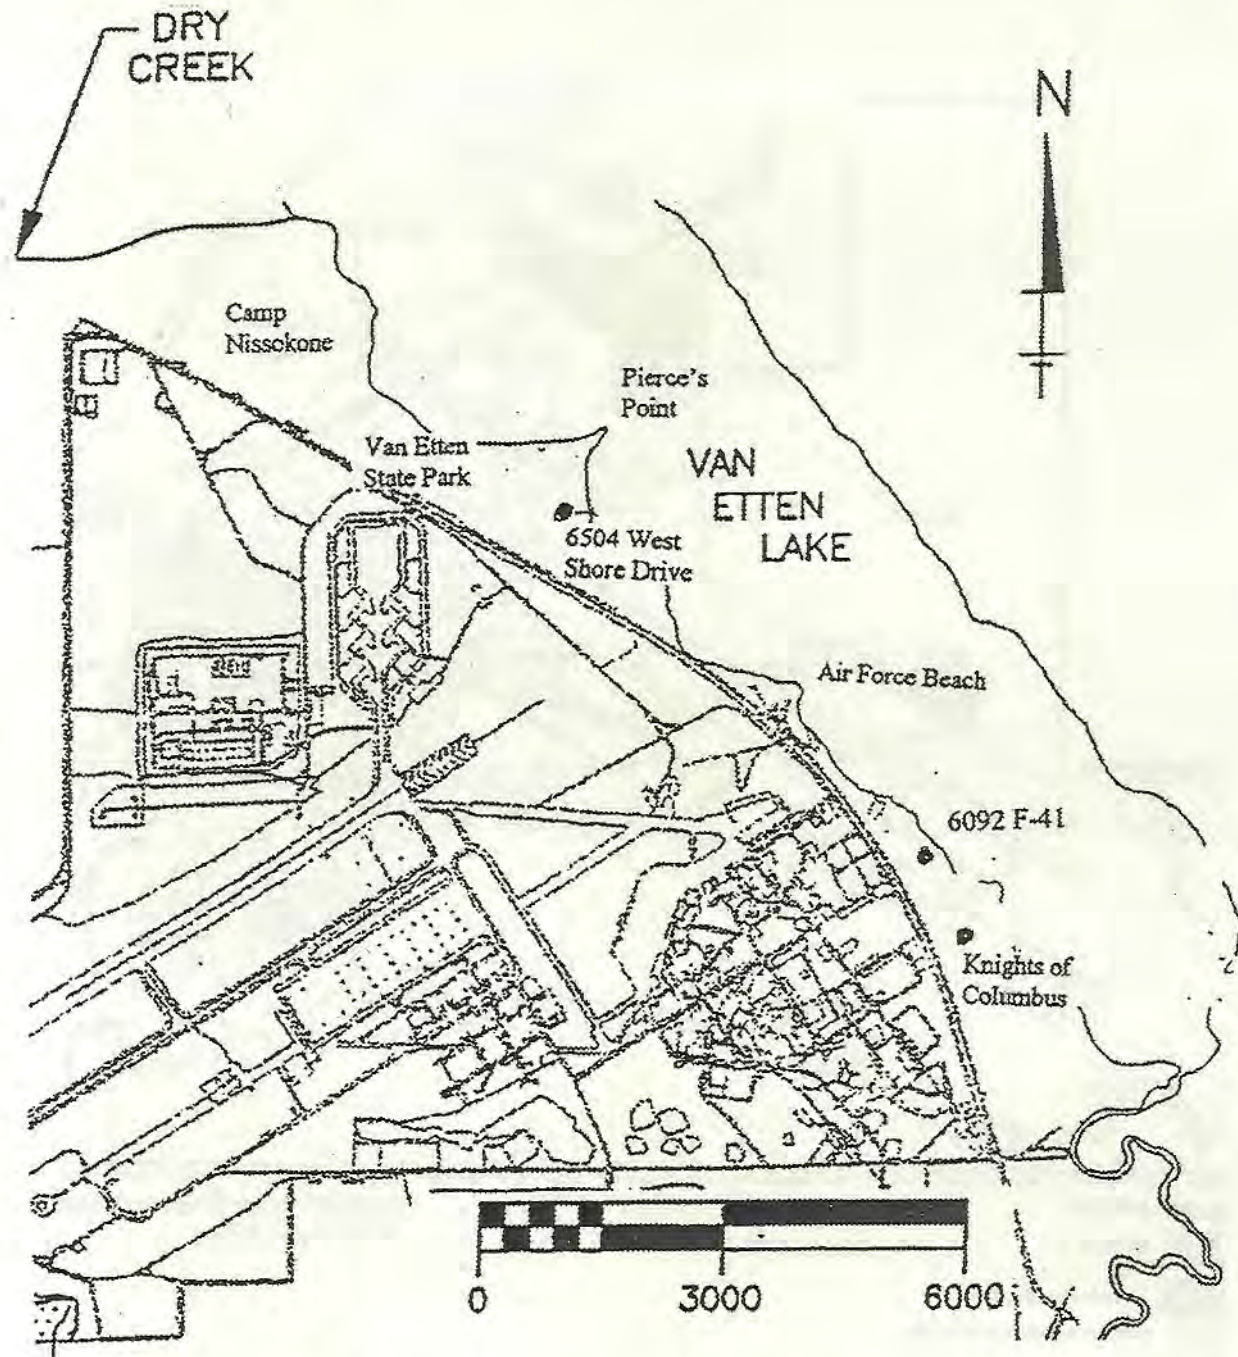 DRY
CREEK
N
Camp
Nissokone
Pierce's
Point
Van Etten
State Park
VAN
ETTEN
LAKE
6504 West
Shore Drive
Air Force Beach
6092 F-41
Knights of
Columbus
0 3000 6000